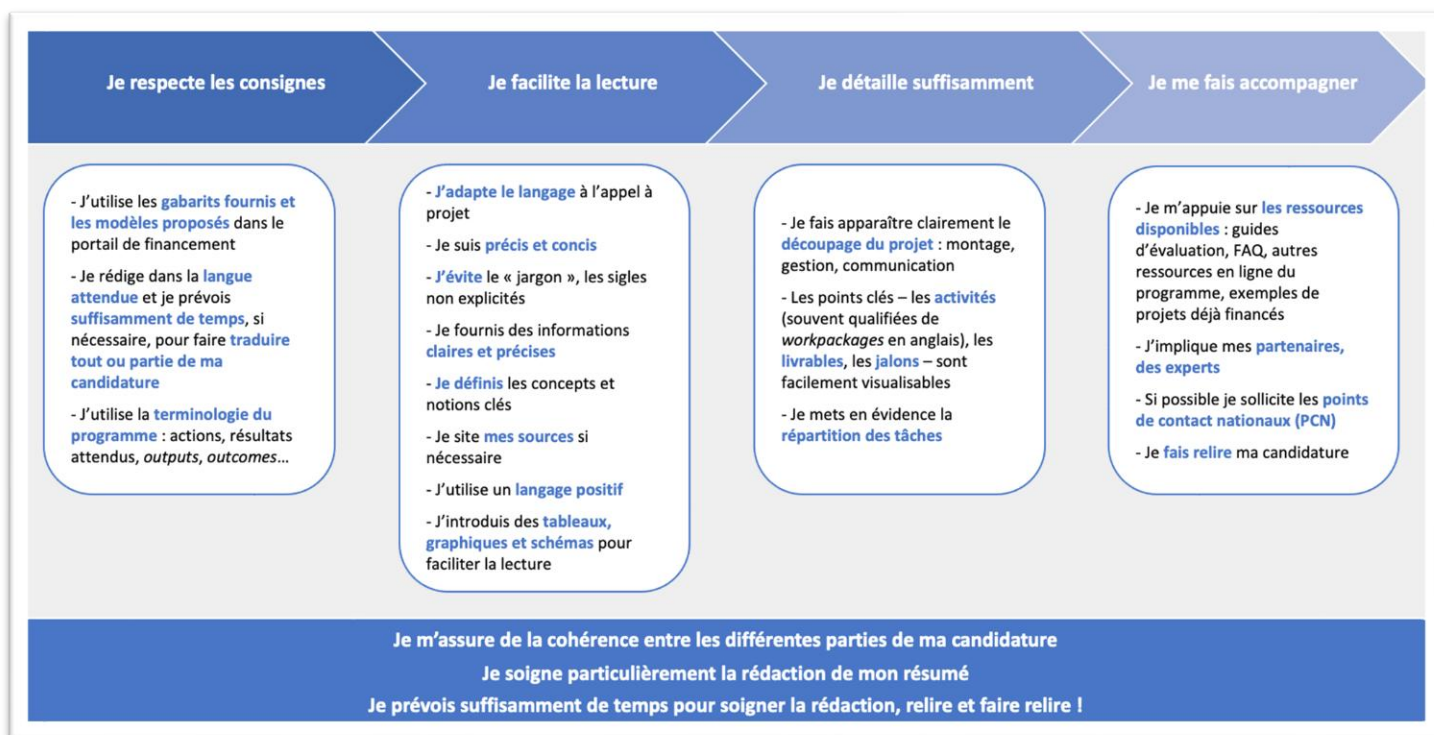 Je respecte les consignes
Je facilite la lecture
Je détaille suffisamment
Je me fais accompagner
- J’utilise les gabarits fournis et
les modèles proposés dans le
portail de financement
- Je rédige dans la langue
attendue et je prévois
suffisamment de temps, si
nécessaire, pour faire traduire
tout ou partie de ma
candidature
- J’utilise la terminologie du
programme : actions, résultats
attendus, outputs, outcomes…
- J’adapte le langage à l’appel à
projet
- Je suis précis et concis
- J’évite le « jargon », les sigles
non explicités
- Je fournis des informations
claires et précises
- Je définis les concepts et
notions clés
- Je site mes sources si
nécessaire
- J’utilise un langage positif
- J’introduis des tableaux,
graphiques et schémas pour
faciliter la lecture
- Je fais apparaître clairement le
découpage du projet : montage,
gestion, communication
- Les points clés – les activités
(souvent qualifiées de
workpackages en anglais), les
livrables, les jalons – sont
facilement visualisables
- Je mets en évidence la
répartition des tâches
- Je m’appuie sur les ressources
disponibles : guides
d’évaluation, FAQ, autres
ressources en ligne du
programme, exemples de
projets déjà financés
- J’implique mes partenaires,
des experts
- Si possible je sollicite les points
de contact nationaux (PCN)
- Je fais relire ma candidature
Je m’assure de la cohérence entre les différentes parties de ma candidature
Je soigne particulièrement la rédaction de mon résumé
Je prévois suffisamment de temps pour soigner la rédaction, relire et faire relire !